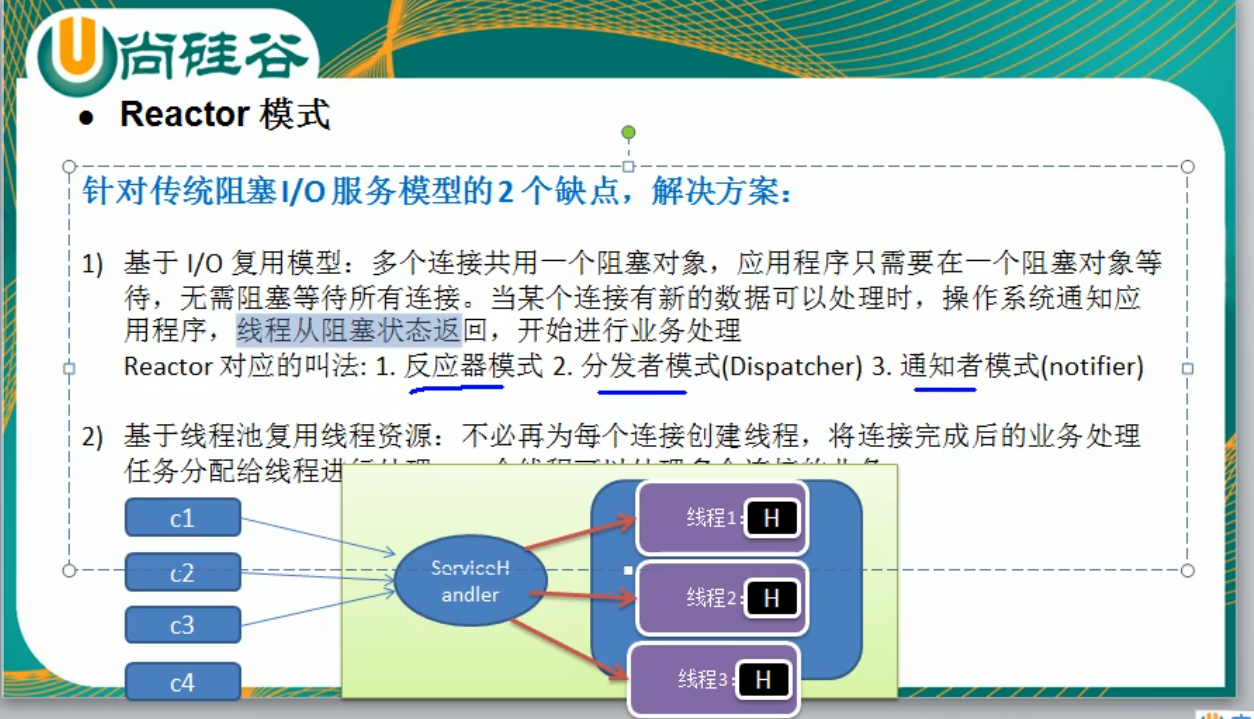 尚硅谷
● Reactor 模式
针对传统阻塞I/O服务模型的2个缺点，解决方案：
1) 基于 I/O 复用模型：多个连接共用一个阻塞对象，应用程序只需要在一个阻塞对象等
待，无需阻塞等待所有连接。当某个连接有新的数据可以处理时，操作系统通知应
用程序，线程从阻塞状态返回，开始进行业务处理
Reactor 对应的叫法: 1. 反应器模式 2. 分发者模式(Dispatcher) 3. 通知者模式(notifier)
2) 基于线程池复用线程资源：不必再为每个连接创建线程，将连接完成后的业务处理
任务分配给线程进
c1
c2
c3
c4
ServiceH
andler
线程1: H
线程2: H
线程3: H